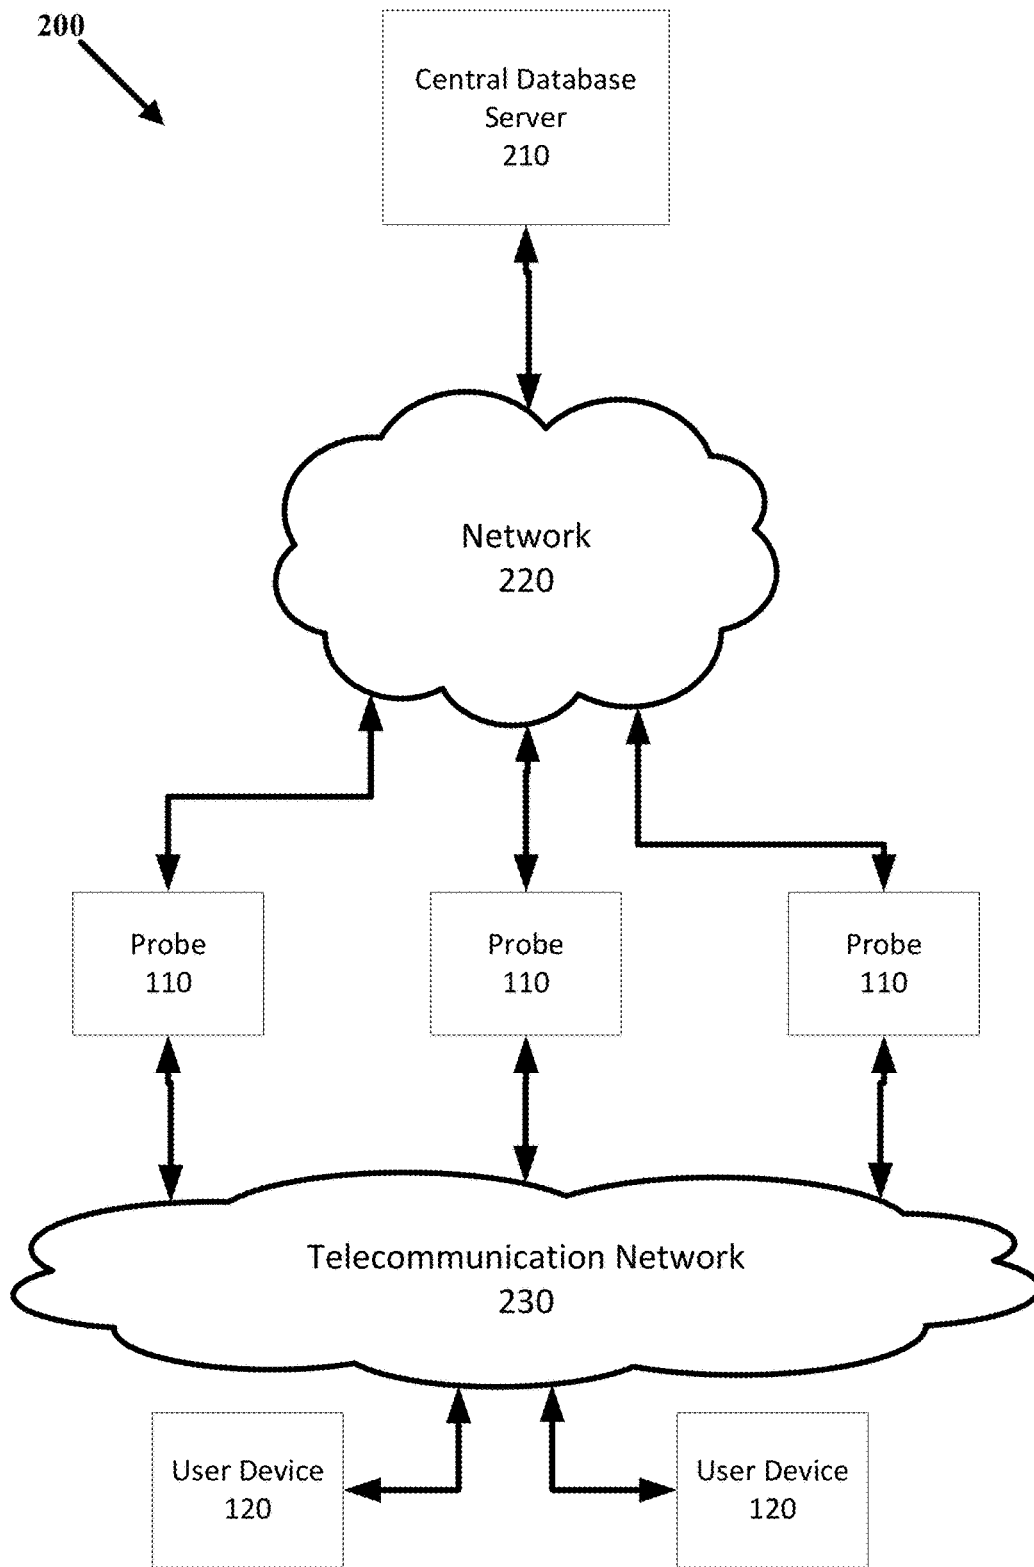 200
Central Database
Server
210
Network
220
Probe
110
Probe
110
Probe
110
Telecommunication Network
230
User Device
120
User Device
120